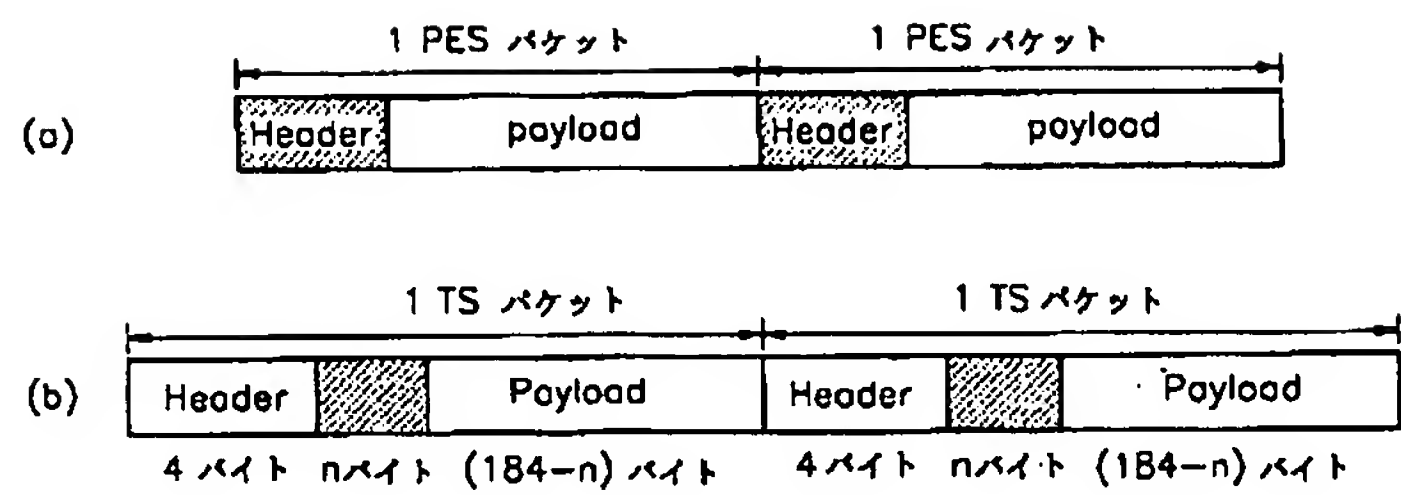 1 PES パケット 1 PES パケット
(a) Header payload Header payload
1 TS パケット 1 TS パケット
(b) Header Payload Header Payload
4 バイト nバイト (184-n) バイト 4 バイト nバイト (184-n) バイト